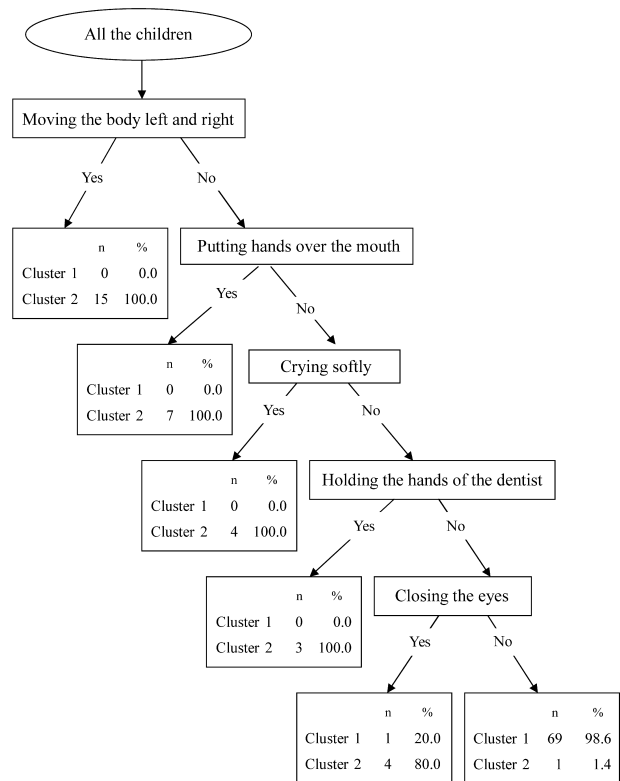 All the children
Moving the body left and right
Yes
No
n %
Cluster 1 0 0.0
Cluster 2 15 100.0
Putting hands over the mouth
Yes
No
n %
Cluster 1 0 0.0
Cluster 2 7 100.0
Crying softly
Yes
No
n %
Cluster 1 0 0.0
Cluster 2 4 100.0
Holding the hands of the dentist
Yes
No
n %
Cluster 1 0 0.0
Cluster 2 3 100.0
Closing the eyes
Yes
No
n %
Cluster 1 1 20.0
Cluster 2 4 80.0
n %
Cluster 1 69 98.6
Cluster 2 1 1.4